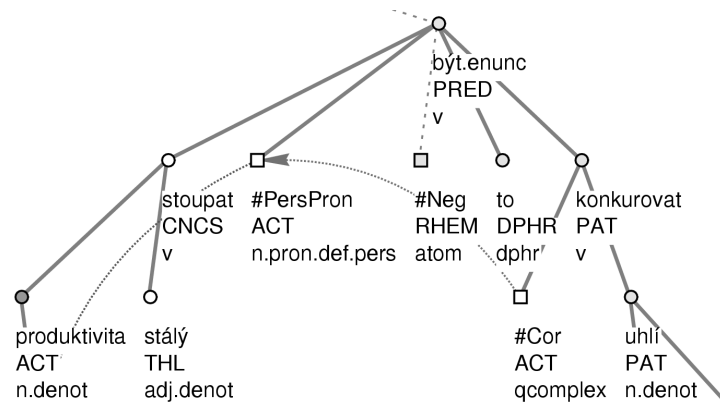 být.enunc
PRED
v
stoupat
CNCS
v
#PersPron
ACT
n.pron.def.pers
#Neg
RHEM
atom
to
DPHR
dphr
konkurovat
PAT
v
produktivita
ACT
n.denot
stálý
THL
adj.denot
#Cor
ACT
qcomplex
uhlí
PAT
n.denot